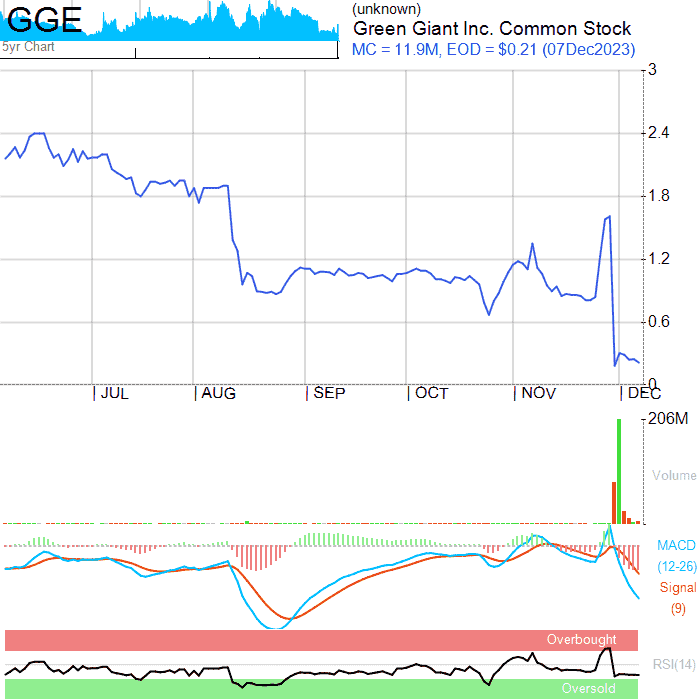 GGE
(unknown)
Green Giant Inc. Common Stock
5yr Chart
MC = 11.9M, EOD = $0.21 (07Dec2023)
3
2.4
1.8
1.2
0.6
0
JUL
AUG
SEP
OCT
NOV
DEC
206M
Volume
MACD
(12-26)
Signal
(9)
Overbought
RSI(14)
Oversold